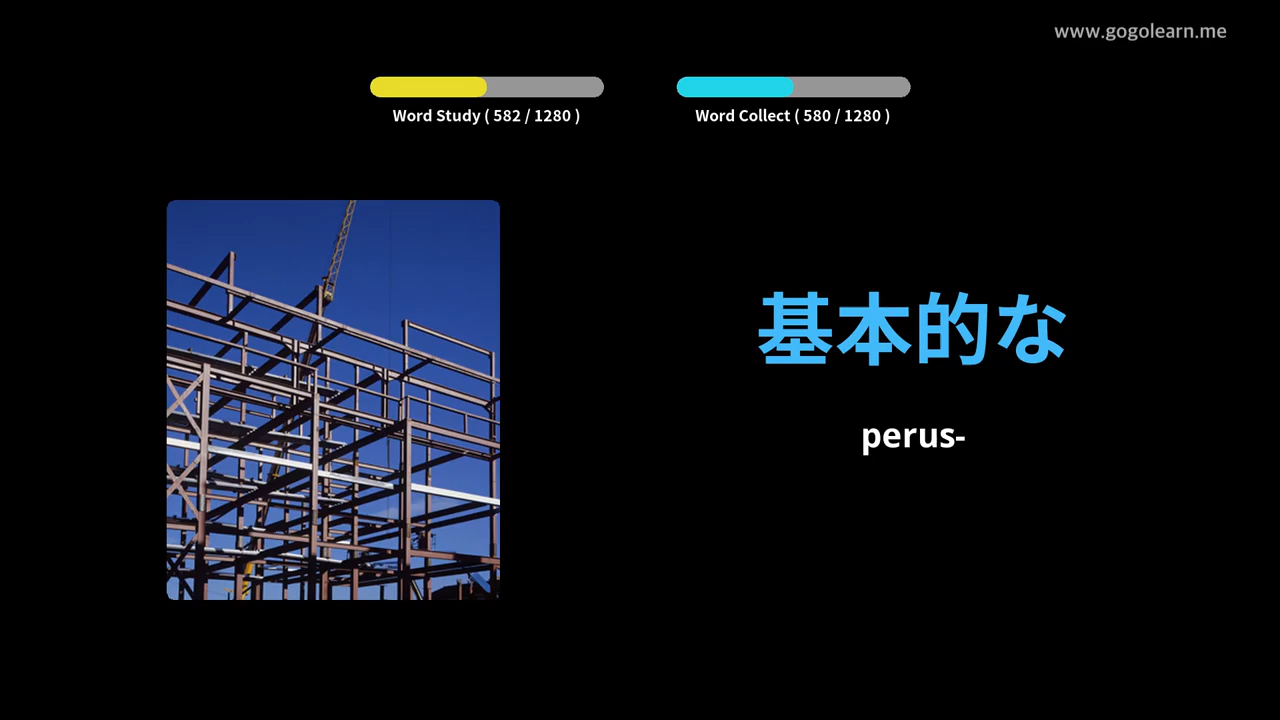 www.gogolearn.me
Word Study ( 582 / 1280 )
Word Collect ( 580 / 1280 )
基本的な
perus-